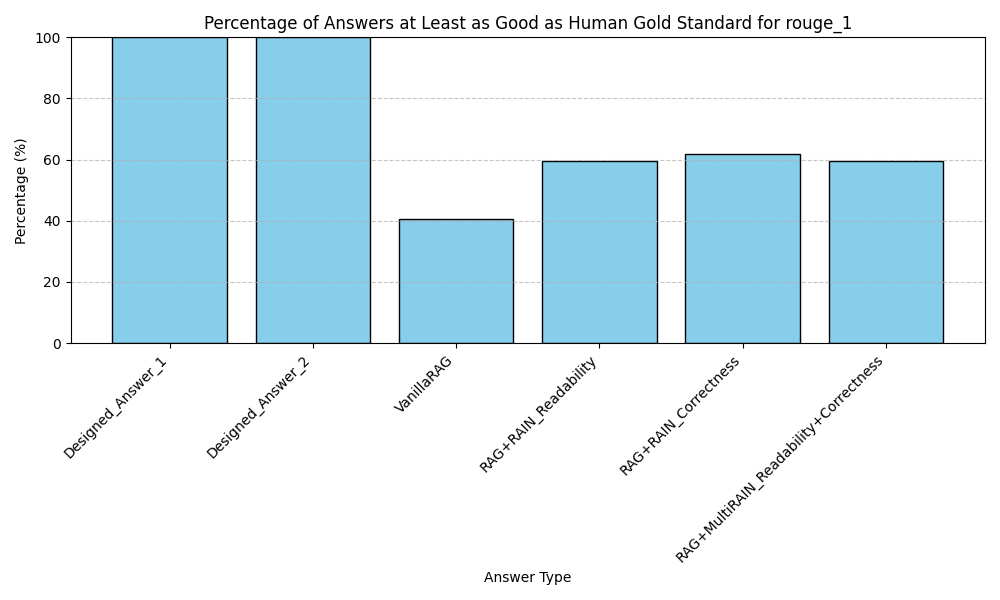 Percentage of Answers at Least as Good as Human Gold Standard for rouge_1
Percentage (%)
100
80
60
40
20
0
Designed_Answer_1
Designed_Answer_2
VanillaRAG
RAG+RAIN_Readability
RAG+RAIN_Correctness
RAG+MultiRAIN_Readability+Correctness
Answer Type